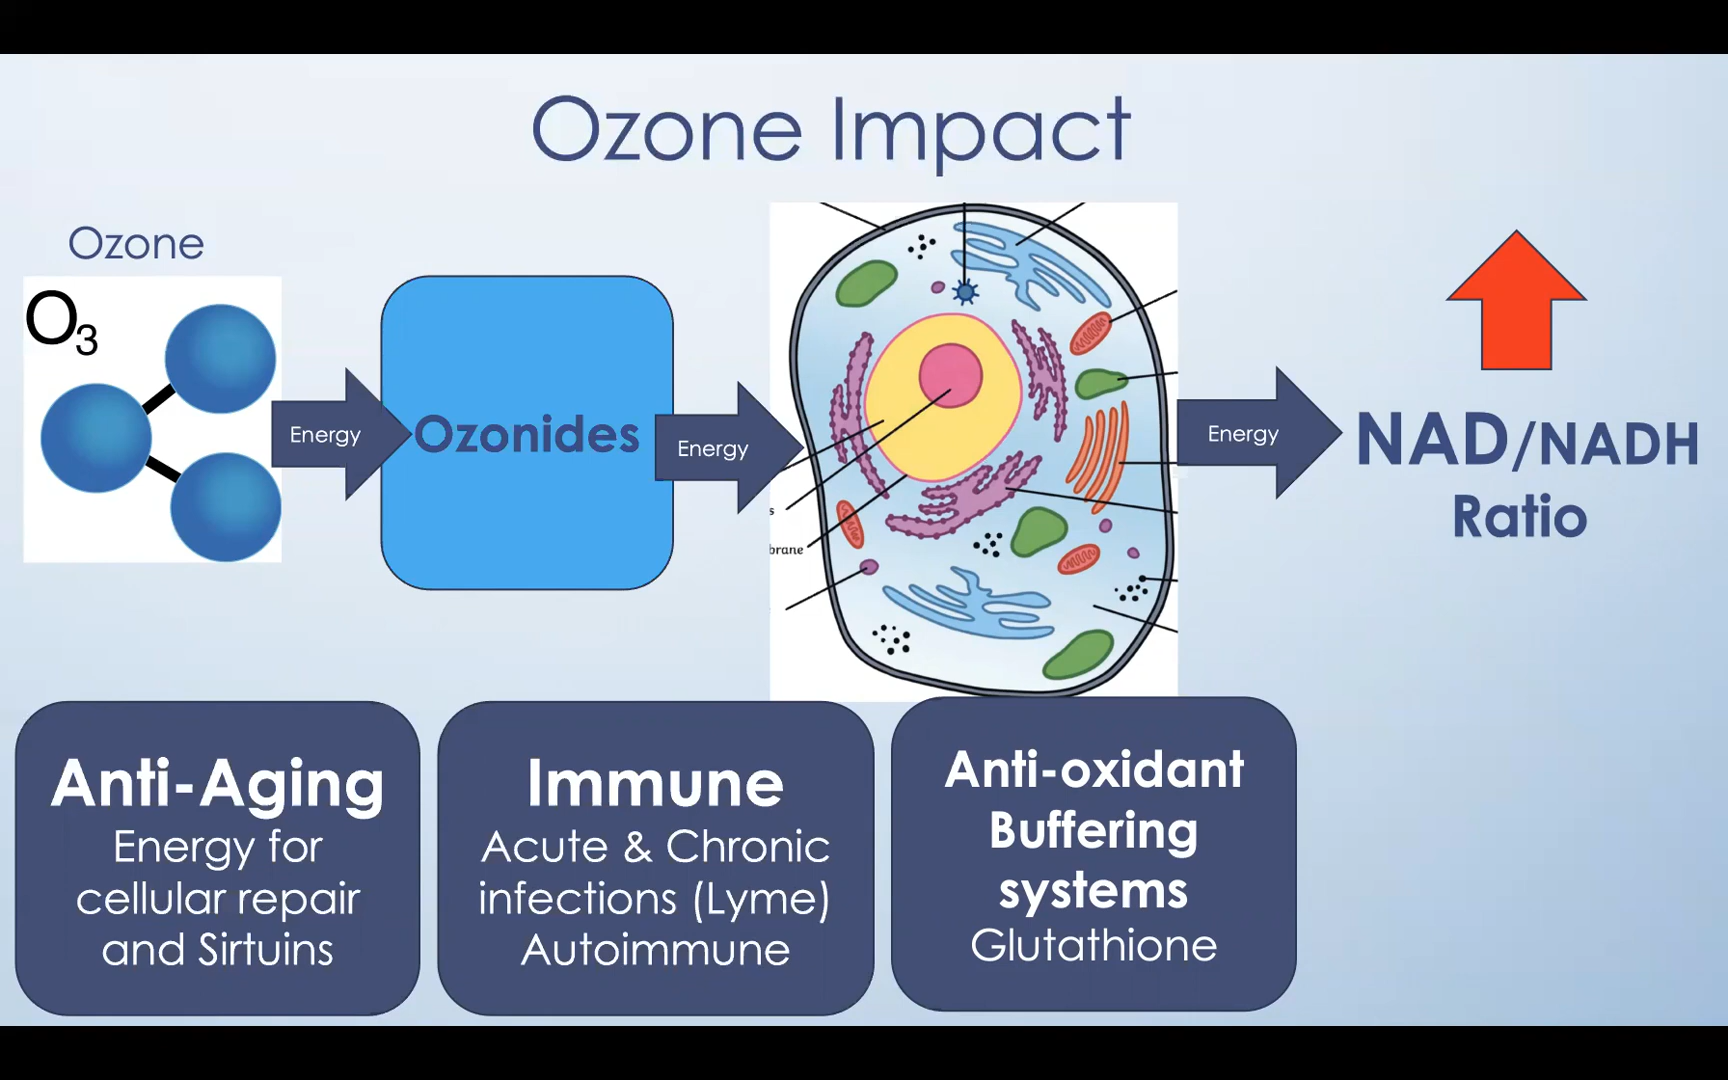 Ozone Impact
Ozone
O3
Energy
Ozonides
Energy
Energy
NAD/NADH
Ratio
s
brane
Anti-Aging
Energy for
cellular repair
and Sirtuins
Immune
Acute & Chronic
infections (Lyme)
Autoimmune
Anti-oxidant
Buffering
systems
Glutathione